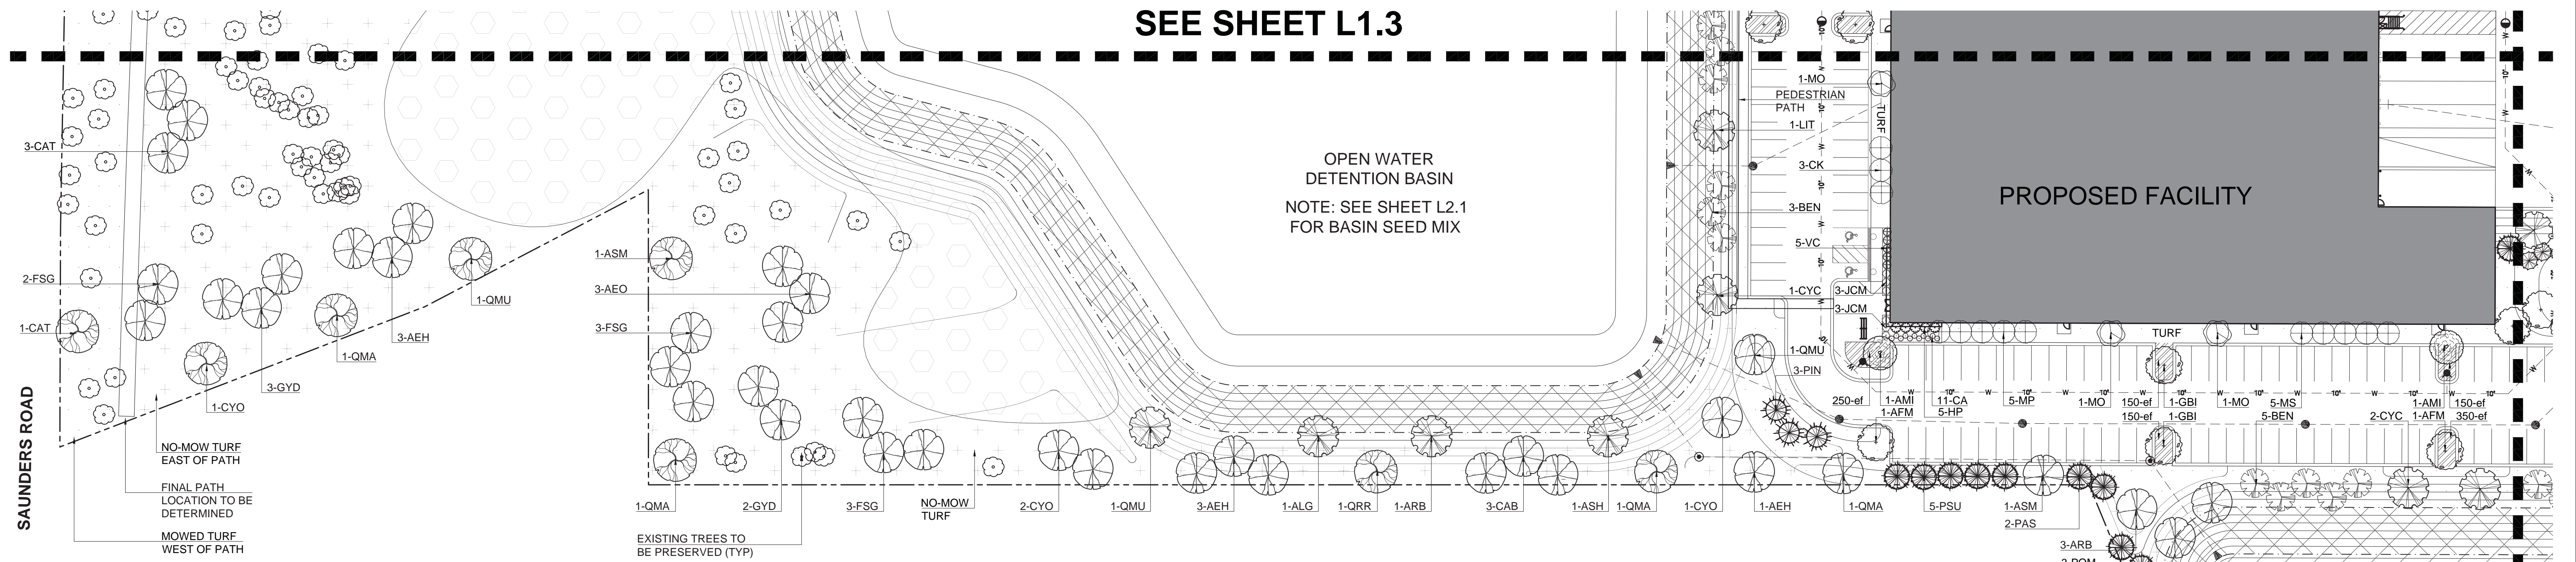 SEE SHEET L1.3
1-MO
PEDESTRIAN
PATH
TURF
1-LIT
3-CAT
3-CK
OPEN WATER
DETENTION BASIN
NOTE: SEE SHEET L2.1
FOR BASIN SEED MIX
PROPOSED FACILITY
3-BEN
5-VC
1-ASM
2-FSG
3-AEO
1-CYC
3-JCM
3-JCM
1-QMU
1-CAT
3-FSG
3-AEH
1-QMA
TURF
1-QMU
3-PIN
3-GYD
1-CYO
250-ef
1-AMI
1-AFM
11-CA
5-HP
5-MP
1-MO
150-ef
150-ef
1-GBI
1-GBI
1-MO
5-MS
5-BEN
2-CYC
1-AMI
1-AFM
150-ef
350-ef
SAUNDERS ROAD
NO-MOW TURF
EAST OF PATH
FINAL PATH
LOCATION TO BE
DETERMINED
MOWED TURF
WEST OF PATH
1-QMA
2-GYD
3-FSG
NO-MOW
TURF
2-CYO
1-QMU
3-AEH
1-ALG
1-QRR
1-ARB
3-CAB
1-ASH
1-QMA
1-CYO
1-AEH
1-QMA
5-PSU
1-ASM
2-PAS
EXISTING TREES TO
BE PRESERVED (TYP)
3-ARB